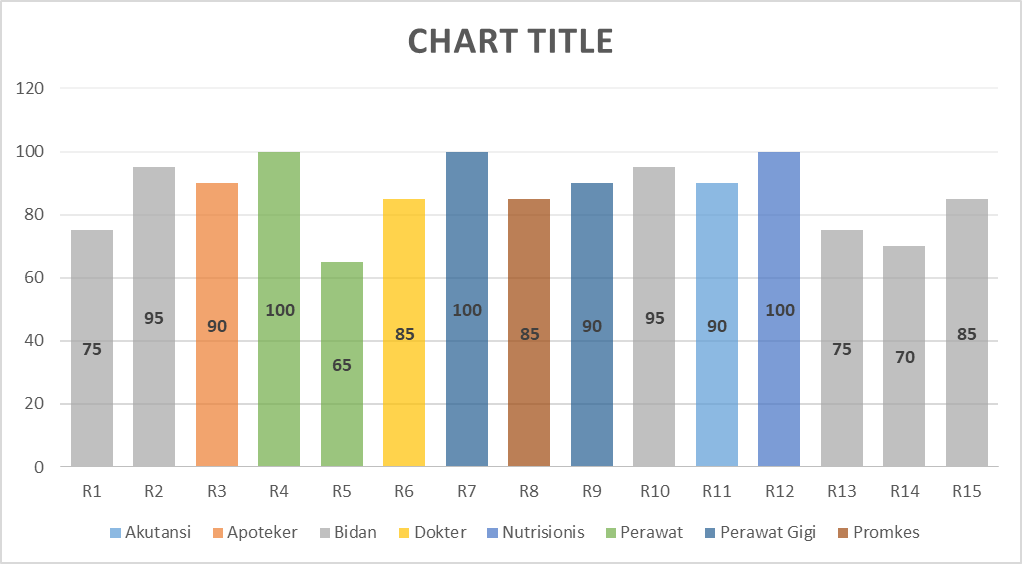 CHART TITLE
120
100
80
60
40
20
0
75 95 90 100 65 85 100 85 90 95 90 100 75 70 85
R1 R2 R3 R4 R5 R6 R7 R8 R9 R10 R11 R12 R13 R14 R15
Akutansi Apoteker Bidan Dokter Nutrisionis Perawat Perawat Gigi Promkes